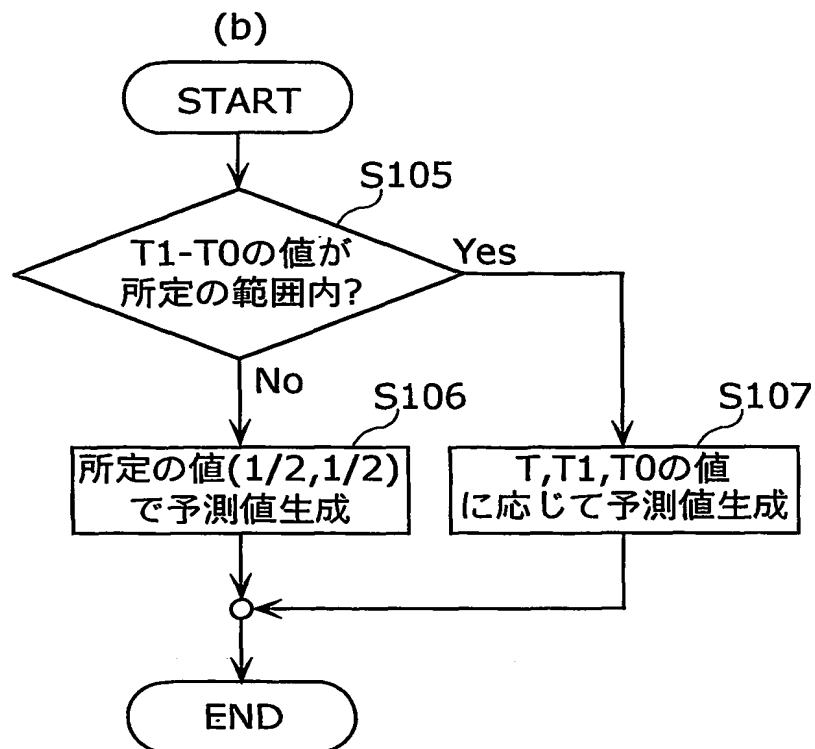 (b)
START
S105
T1-T0の値が
所定の範囲内?
Yes
No
S106
所定の値(1/2,1/2)
で予測値生成
S107
T,T1,T0の値
に応じて予測値生成
END